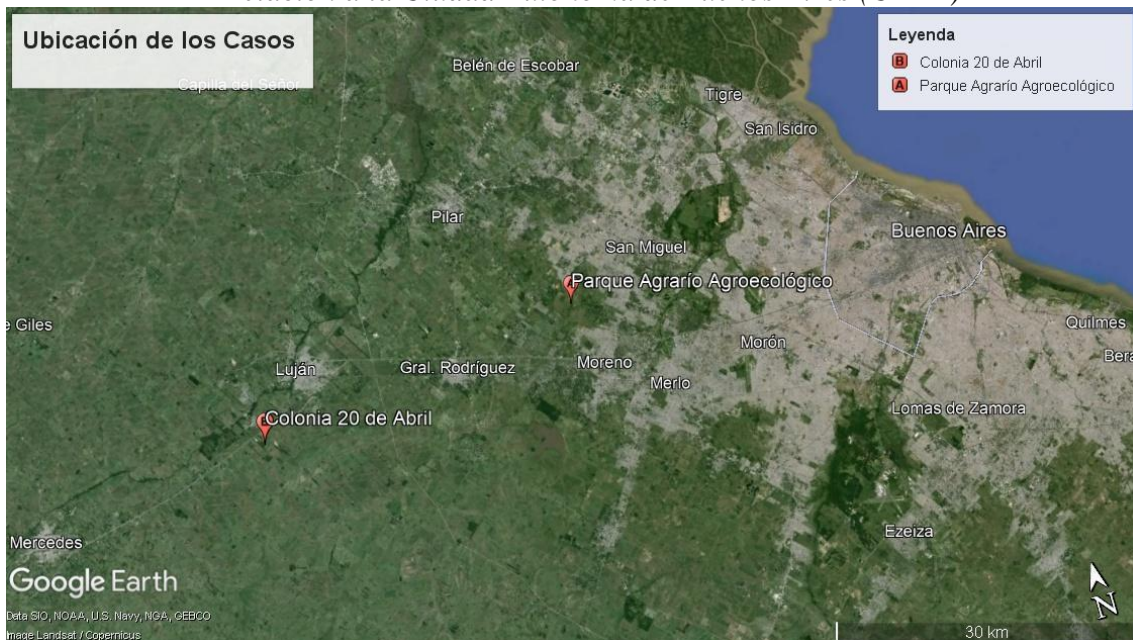 Ubicación de los Casos
Leyenda
B Colonia 20 de Abril
A Parque Agrarío Agroecológico
Belén de Escobar
Capilla del Señor
Tigre
San Isidro
Pilar
Buenos Aires
San Miguel
Parque Agrarío Agroecológico
e Giles
Quilmes
Morón
Bera
Luján
Gral. Rodríguez
Moreno
Merlo
Colonia 20 de Abril
Lomas de Zamora
Ezeiza
Mercedes
Google Earth
Data SIO, NOAA, U.S. Navy, NGA, GEBCO
Image Landsat / Copernicus
N
30 km